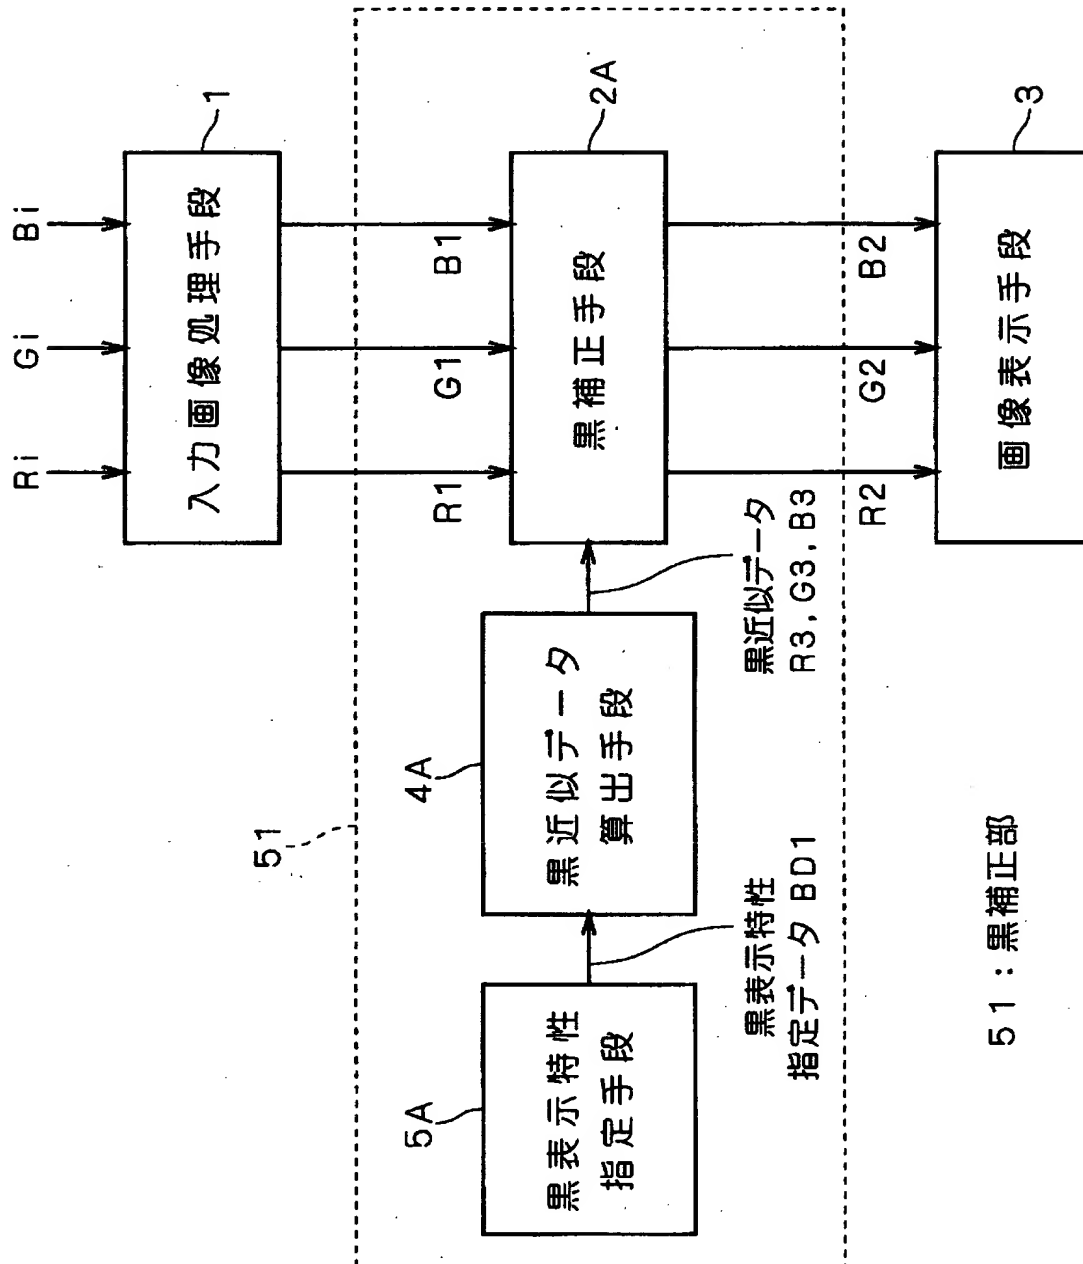 Ri Gi Bi
1
入力画像処理手段
51
R1 G1 B1
5A
黒表示特性
指定手段
4A
黒近似データ
算出手段
2A
黒補正手段
黒表示特性
指定データ BD1
黒近似データ
R3, G3, B3
R2 G2 B2
3
画像表示手段
51：黒補正部